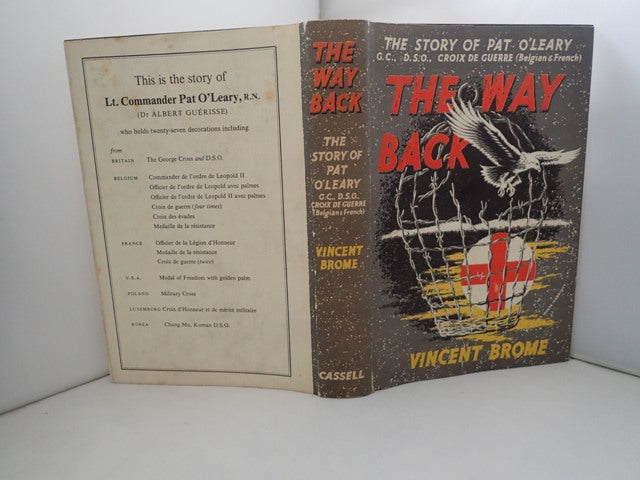 This is the story of
Lt. Commander Pat O'Leary, R.N.
(Dr ALBERT GUÉRISSE)
who holds twenty-seven decorations including
from
BRITAIN The George Cross and D.S.O.
BELGIUM Commander de l'ordre de Leopold II
Officier de l'ordre de Leopold avec palmes
Officier de l'ordre de Leopold II avec palmes
Croix de guerre (four times)
Croix des évadés
Medaille de la résistance
FRANCE Officier de la Légion d'Honneur
Medaille de la résistance
Croix de guerre (twice)
U.S.A. Medal of Freedom with golden palm
POLAND Military Cross
LUXEMBURG Croix d'Honneur et de mérité militaire
KOREA Chung Mu, Korean D.S.O.
THE
WAY
BACK
THE
STORY OF
PAT
O'LEARY
G.C., D.S.O.,
CROIX DE GUERRE
(Belgian & French)
VINCENT
BROME
CASSELL
THE STORY OF PAT O'LEARY
G.C., D.S.O., CROIX DE GUERRE (Belgian & French)
THE WAY
BACK
VINCENT BROME